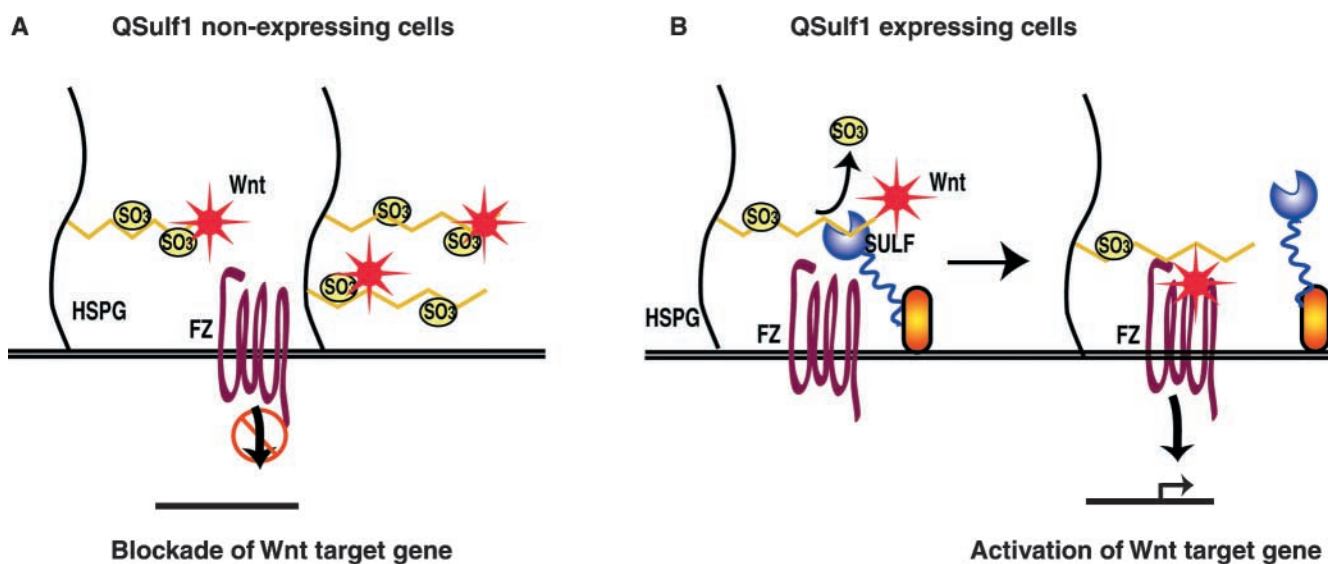 A QSulf1 non-expressing cells
SO3
Wnt
SO3
SO3
SO3
SO3
SO3
HSPG
FZ
Blockade of Wnt target gene
B QSulf1 expressing cells
SO3
Wnt
SO3
SULF
HSPG
FZ
SO3
FZ
Activation of Wnt target gene